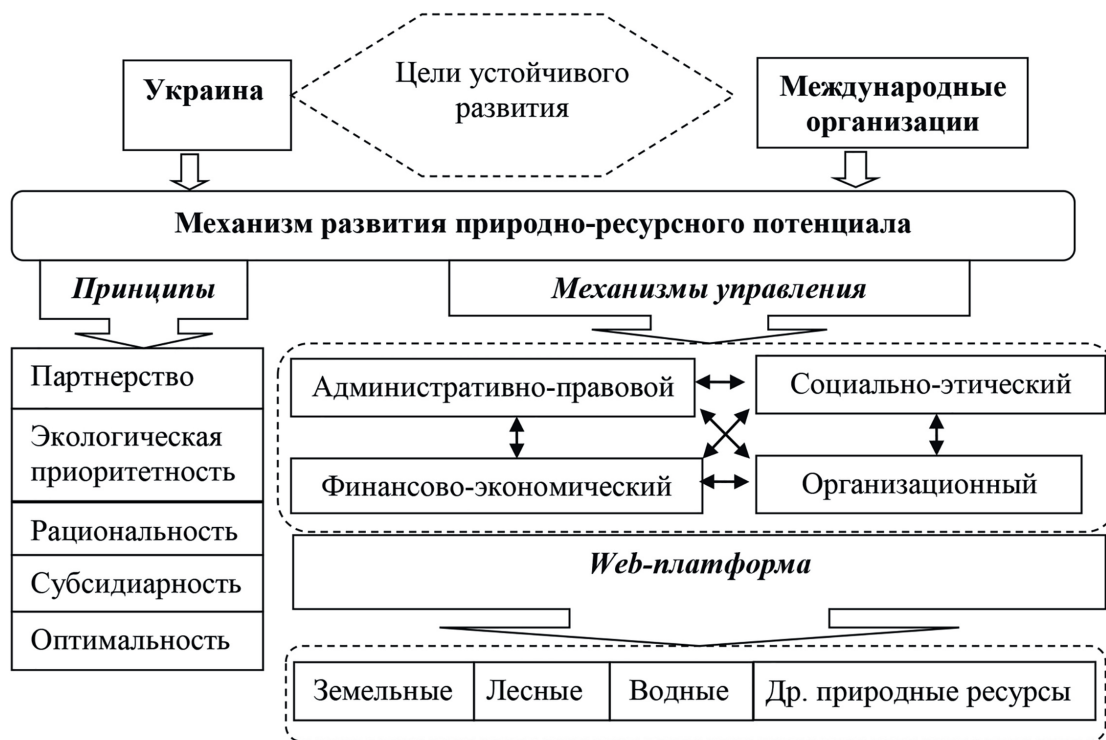 Украина
Цели устойчивого
развития
Международные
организации
Механизм развития природно-ресурсного потенциала
Принципы
Механизмы управления
Партнерство
Экологическая
приоритетность
Рациональность
Субсидиарность
Оптимальность
Административно-правовой
Социально-этический
Финансово-экономический
Организационный
Web-платформа
Земельные
Лесные
Водные
Др. природные ресурсы